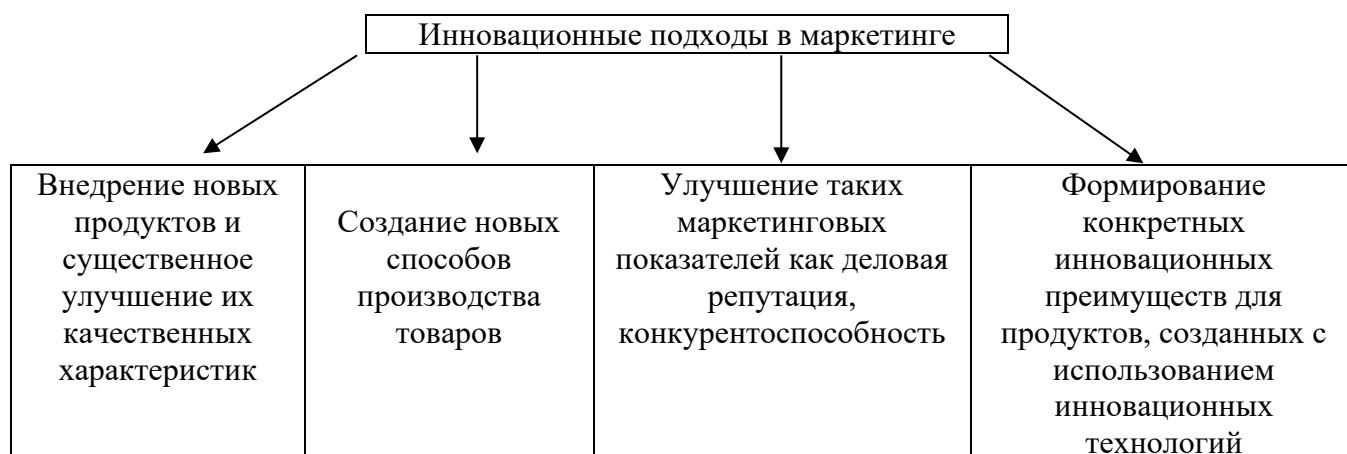 Инновационные подходы в маркетинге
Внедрение новых
продуктов и
существенное
улучшение их
качественных
характеристик
Создание новых
способов
производства
товаров
Улучшение таких
маркетинговых
показателей как деловая
репутация,
конкурентоспособность
Формирование
конкретных
инновационных
преимуществ для
продуктов, созданных с
использованием
инновационных
технологий